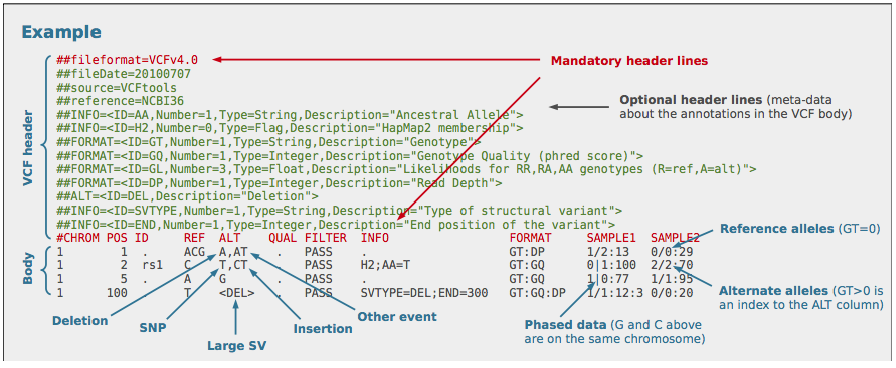 Example
##fileformat=VCFv4.0
##fileDate=20100707
##source=VCFtools
##reference=NCBI36
##INFO=<ID=AA,Number=1,Type=String,Description="Ancestral Allele">
##INFO=<ID=H2,Number=0,Type=Flag,Description="HapMap2 membership">
##FORMAT=<ID=GT,Number=1,Type=String,Description="Genotype">
##FORMAT=<ID=GQ,Number=1,Type=Integer,Description="Genotype Quality (phred score)">
##FORMAT=<ID=GL,Number=3,Type=Float,Description="Likelihoods for RR,RA,AA genotypes (R=ref,A=alt)">
##FORMAT=<ID=DP,Number=1,Type=Integer,Description="Read Depth">
##ALT=<ID=DEL,Description="Deletion">
##INFO=<ID=SVTYPE,Number=1,Type=String,Description="Type of structural variant">
##INFO=<ID=END,Number=1,Type=Integer,Description="End position of the variant">
#CHROM POS ID REF ALT QUAL FILTER INFO FORMAT SAMPLE1 SAMPLE2
1 1 . ACG A,AT . PASS . GT:DP 1/2:13 0/0:29
1 2 rs1 C T,CT . PASS H2;AA=T GT:GQ 0|1:100 2/2:70
1 5 . A G . PASS . GT:GQ 1|0:77 1/1:95
1 100 T <DEL> . PASS SVTYPE=DEL;END=300 GT:GQ:DP 1/1:12:3 0/0:20
VCF header
Body
Mandatory header lines
Optional header lines (meta-data
about the annotations in the VCF body)
Reference alleles (GT=0)
Alternate alleles (GT>0 is
an index to the ALT column)
Phased data (G and C above
are on the same chromosome)
Deletion
SNP
Large SV
Insertion
Other event